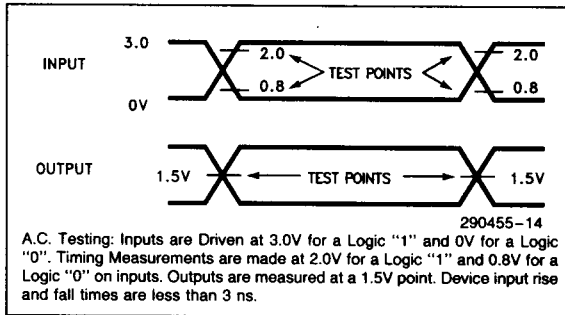 3.0
INPUT
2.0
TEST POINTS
2.0
0.8
0.8
0V
OUTPUT
1.5V
TEST POINTS
1.5V
290455-14
A.C. Testing: Inputs are Driven at 3.0V for a Logic "1" and 0V for a Logic
"0". Timing Measurements are made at 2.0V for a Logic "1" and 0.8V for a
Logic "0" on inputs. Outputs are measured at a 1.5V point. Device input rise
and fall times are less than 3 ns.